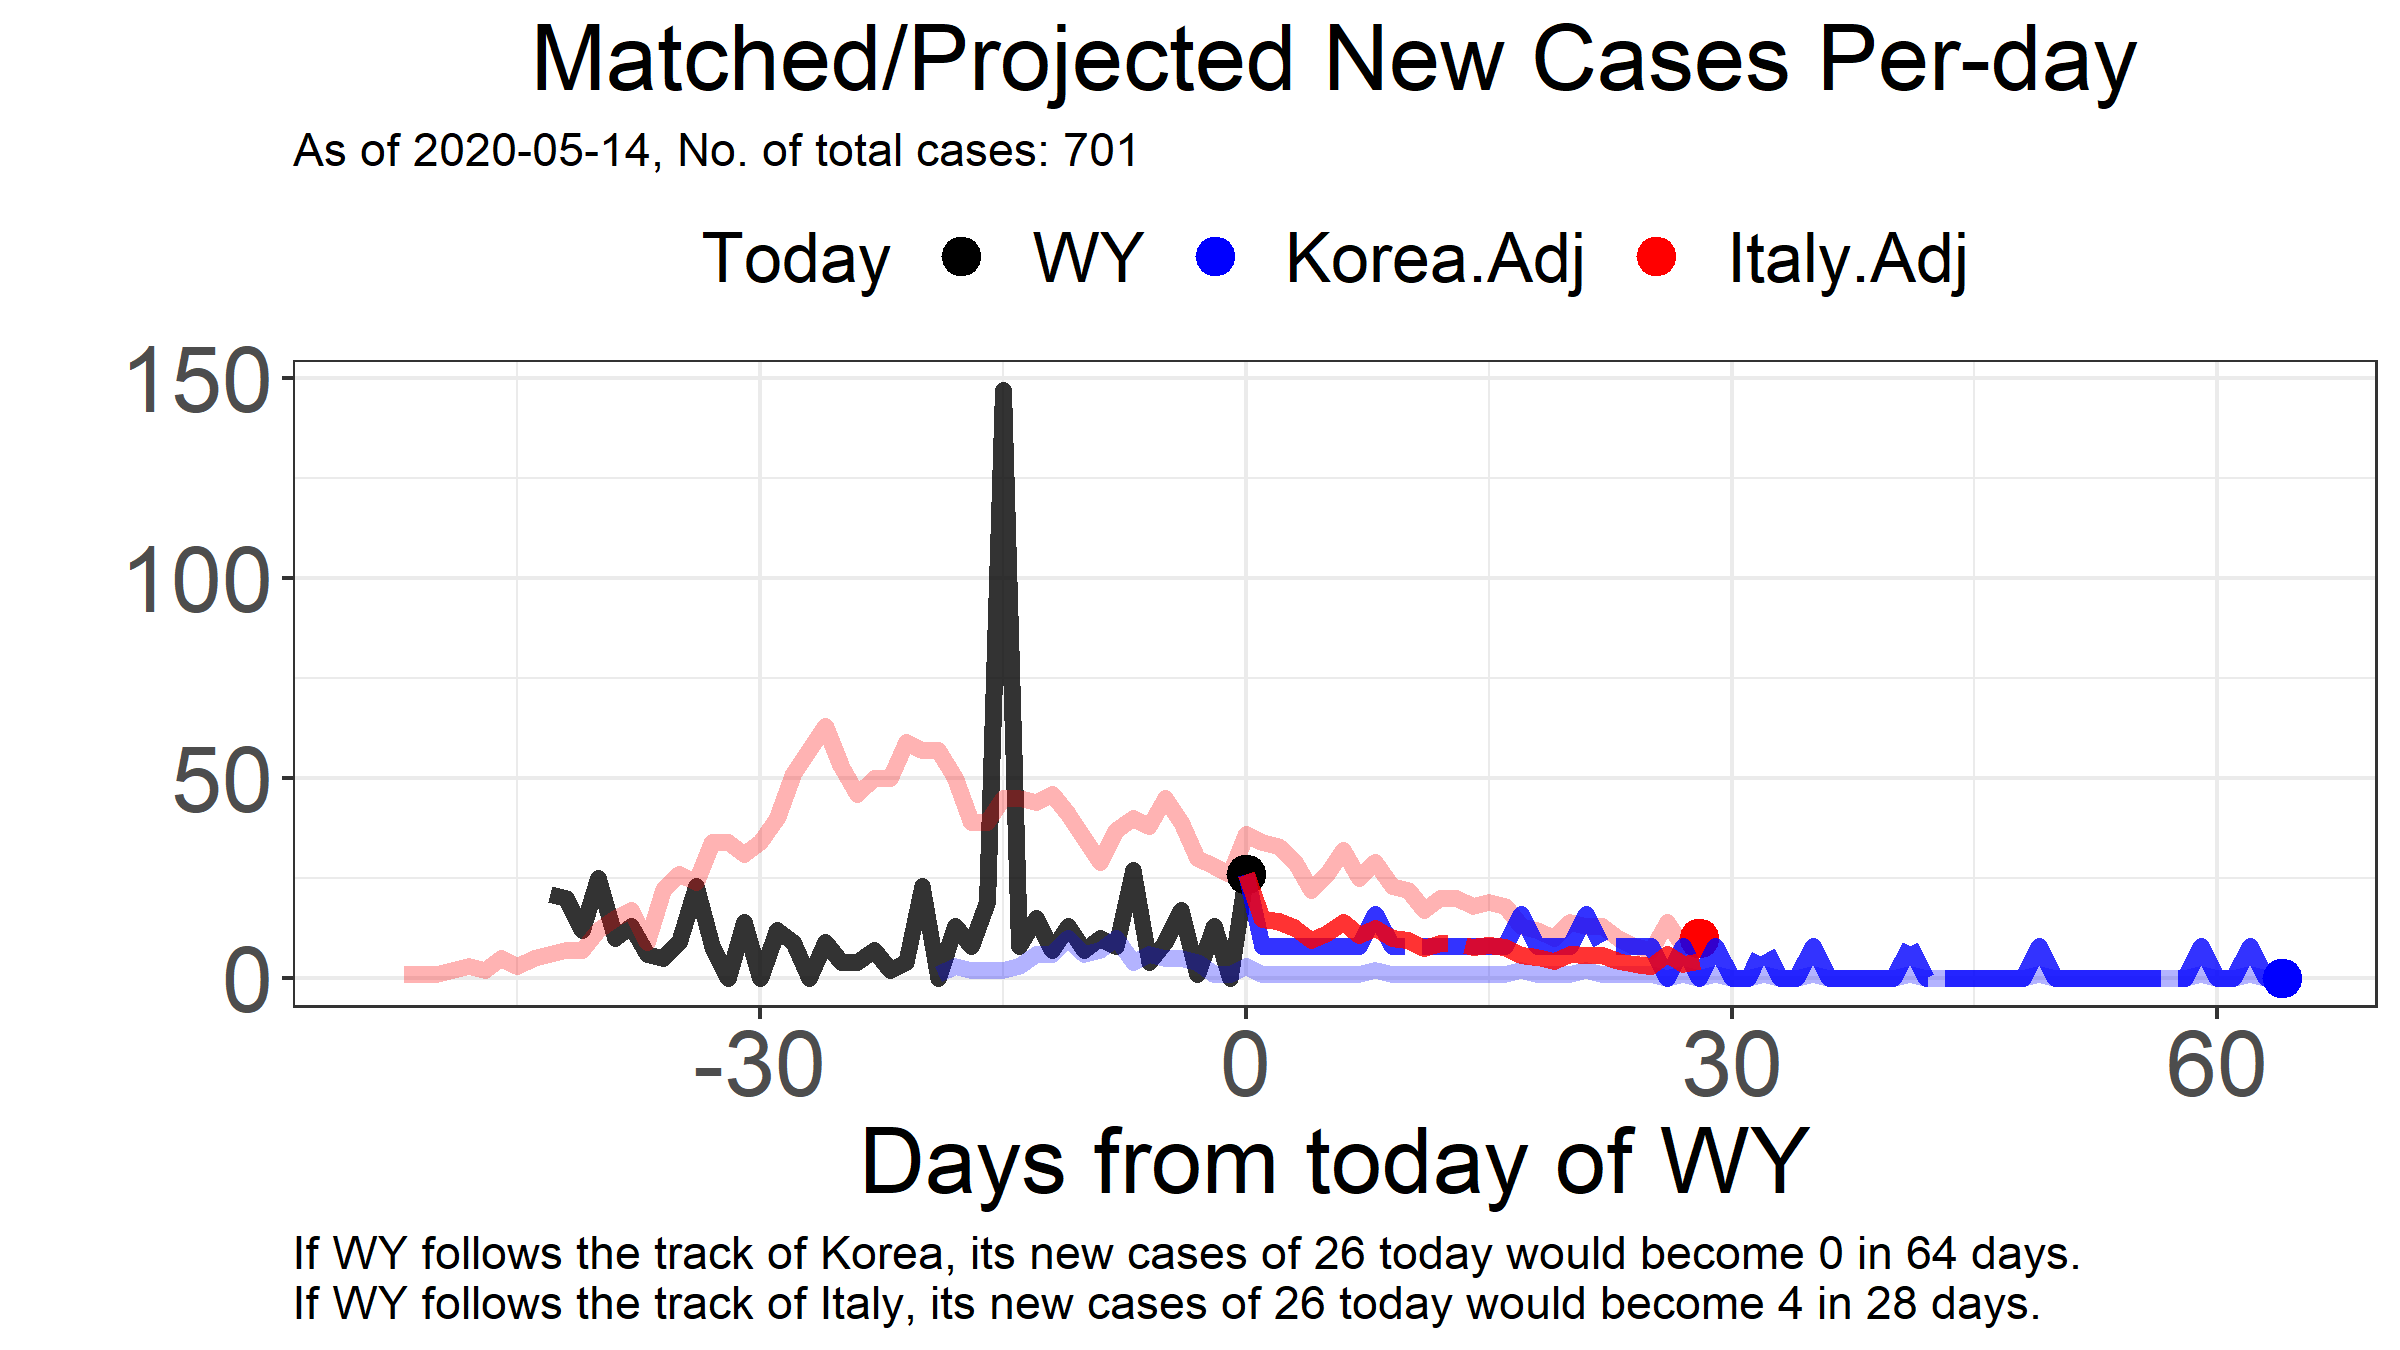 Matched/Projected New Cases Per-day
As of 2020-05-14, No. of total cases: 701
Today WY Korea.Adj Italy.Adj
150
100
50
0
-30 0 30 60
Days from today of WY
If WY follows the track of Korea, its new cases of 26 today would become 0 in 64 days.
If WY follows the track of Italy, its new cases of 26 today would become 4 in 28 days.